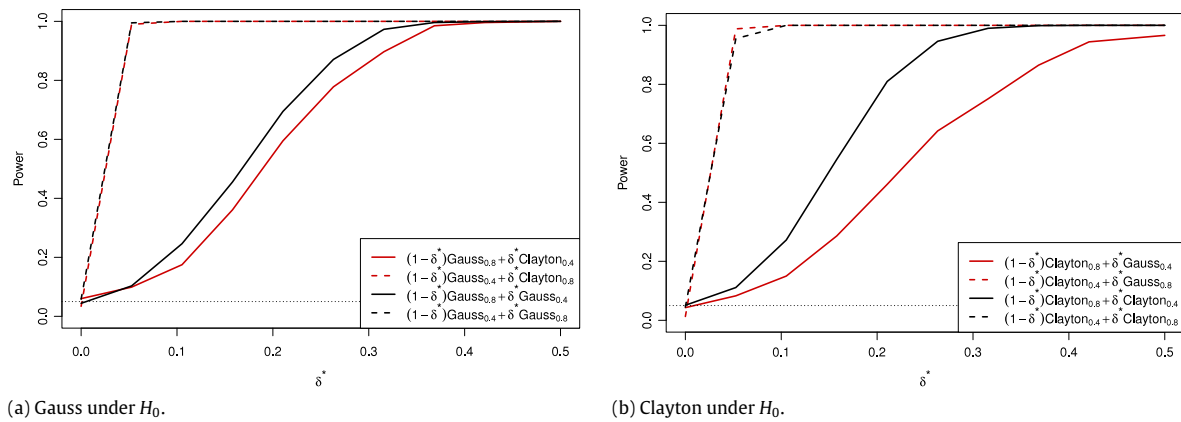 Power
0.0 0.2 0.4 0.6 0.8 1.0
0.0 0.1 0.2 0.3 0.4 0.5
δ*
(1−δ*)Gauss0.8+δ*Clayton0.4
(1−δ*)Gauss0.4+δ*Clayton0.8
(1−δ*)Gauss0.8+δ*Gauss0.4
(1−δ*)Gauss0.4+δ*Gauss0.8
(a) Gauss under H0.
Power
0.0 0.2 0.4 0.6 0.8 1.0
0.0 0.1 0.2 0.3 0.4 0.5
δ*
(1−δ*)Clayton0.8+δ*Gauss0.4
(1−δ*)Clayton0.4+δ*Gauss0.8
(1−δ*)Clayton0.8+δ*Clayton0.4
(1−δ*)Clayton0.4+δ*Clayton0.8
(b) Clayton under H0.